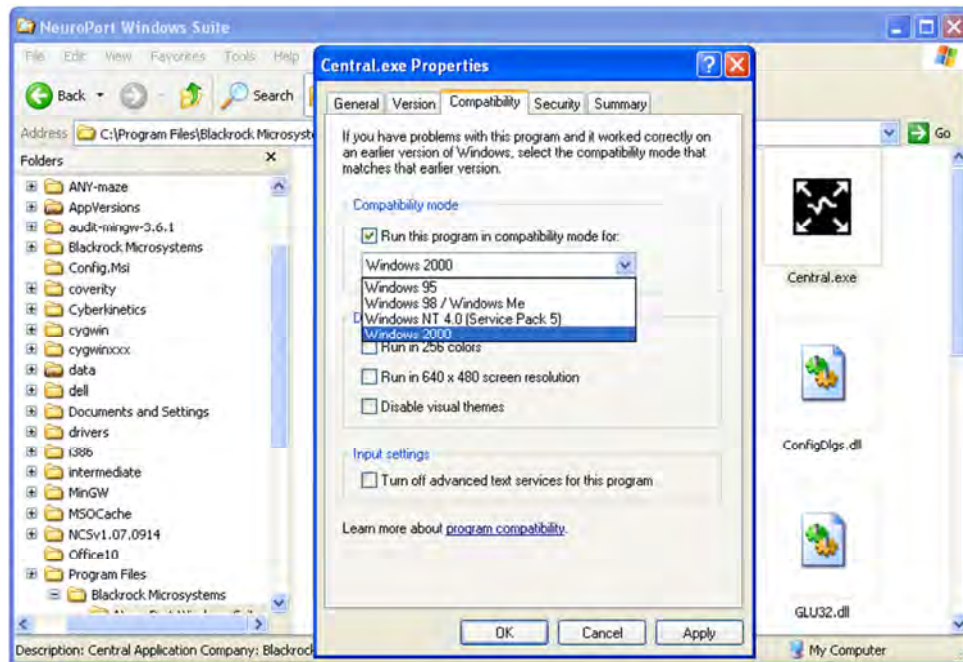 NeuroPort Windows Suite
File Edit View Favorites Tools Help
Back
Search
Address C:\Program Files\Blackrock Microsyste
Go
Folders
ANY-maze
AppVersions
audit-mingw-3.6.1
Blackrock Microsystems
Config.Msi
coverity
Cyberkinetics
cygwin
cygwinxxx
data
dell
Documents and Settings
drivers
i386
intermediate
MinGW
MSOCache
NCSv1.07.0914
Office10
Program Files
Blackrock Microsystems
Description: Central Application Company: Blackroc
Central.exe Properties
General Version Compatibility Security Summary
If you have problems with this program and it worked correctly on
an earlier version of Windows, select the compatibility mode that
matches that earlier version.
Compatibility mode
Run this program in compatibility mode for:
Windows 2000
Windows 95
Windows 98 / Windows Me
Windows NT 4.0 (Service Pack 5)
Windows 2000
Run in 256 colors
Run in 640 x 480 screen resolution
Disable visual themes
Input settings
Turn off advanced text services for this program
Learn more about program compatibility.
OK Cancel Apply
Central.exe
ConfigDlgs.dll
GLU32.dll
My Computer